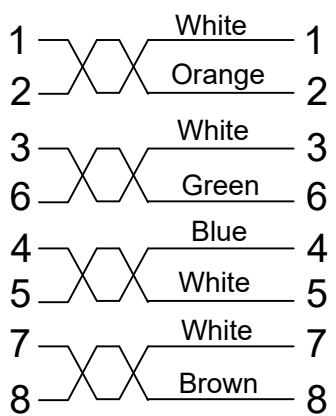 1 White 1
2 Orange 2
3 White 3
6 Green 6
4 Blue 4
5 White 5
7 White 7
8 Brown 8